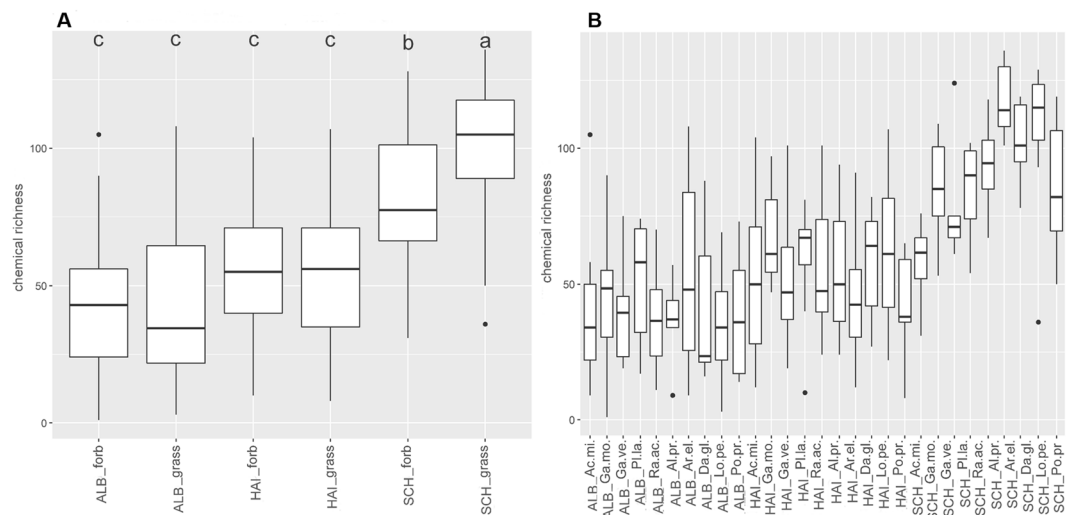 A
c c c c b a
chemical richness
100
50
0
ALB_forb
ALB_grass
HAI_forb
HAI_grass
SCH_forb
SCH_grass
B
chemical richness
100
50
0
ALB_Ac.mi.
ALB_Ga.mo.
ALB_Ga.ve.
ALB_Pl.la.
ALB_Ra.ac.
ALB_Al.pr.
ALB_Ar.el.
ALB_Da.gl.
ALB_Lo.pe.
ALB_Po.pr.
HAI_Ac.mi.
HAI_Ga.mo.
HAI_Ga.ve.
HAI_Pl.la.
HAI_Ra.ac.
HAI_Al.pr.
HAI_Ar.el.
HAI_Da.gl.
HAI_Lo.pe.
HAI_Po.pr.
SCH_Ac.mi.
SCH_Ga.mo.
SCH_Ga.ve.
SCH_Pl.la.
SCH_Ra.ac.
SCH_Al.pr.
SCH_Ar.el.
SCH_Da.gl.
SCH_Lo.pe.
SCH_Po.pr